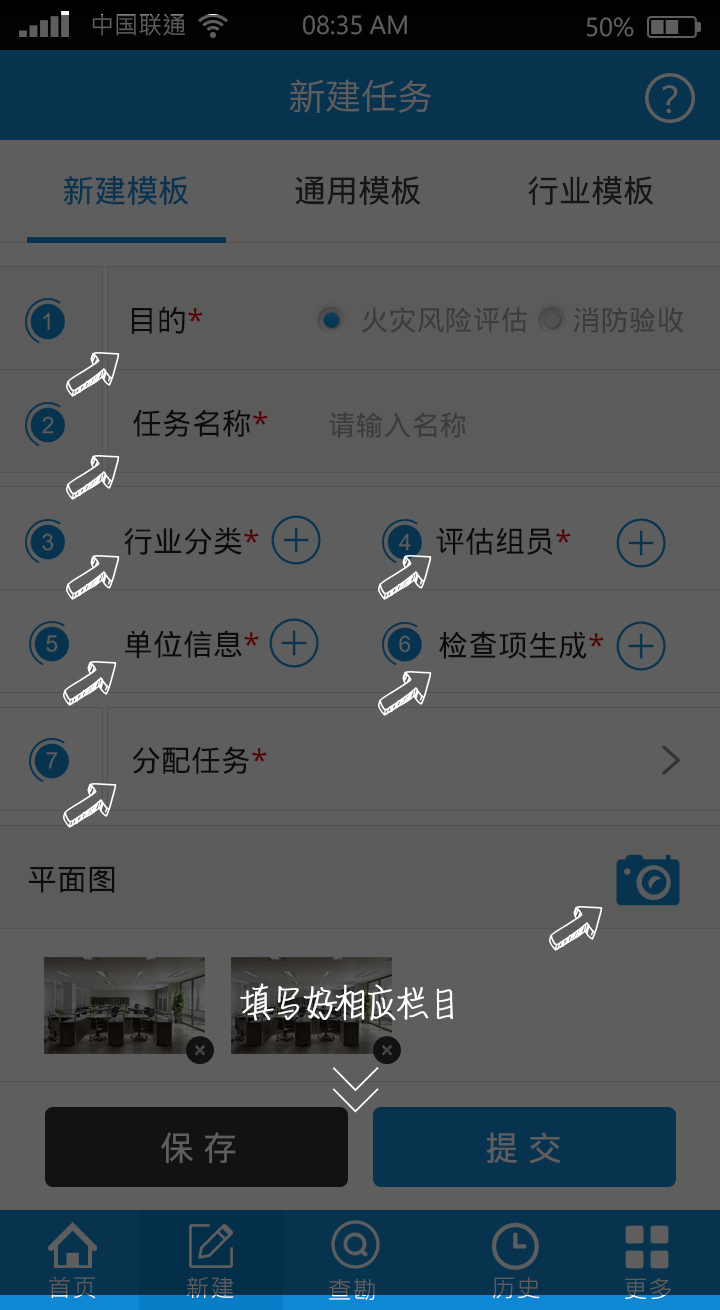 中国联通 08:35 AM 50%
新建任务 ?
新建模板 通用模板 行业模板
1 目的* 火灾风险评估 消防验收
2 任务名称* 请输入名称
3 行业分类* 4 评估组员*
5 单位信息* 6 检查项生成*
7 分配任务*
平面图
填写奶相应栏目
保存 提交
首页 新建 查勘 历史 更多